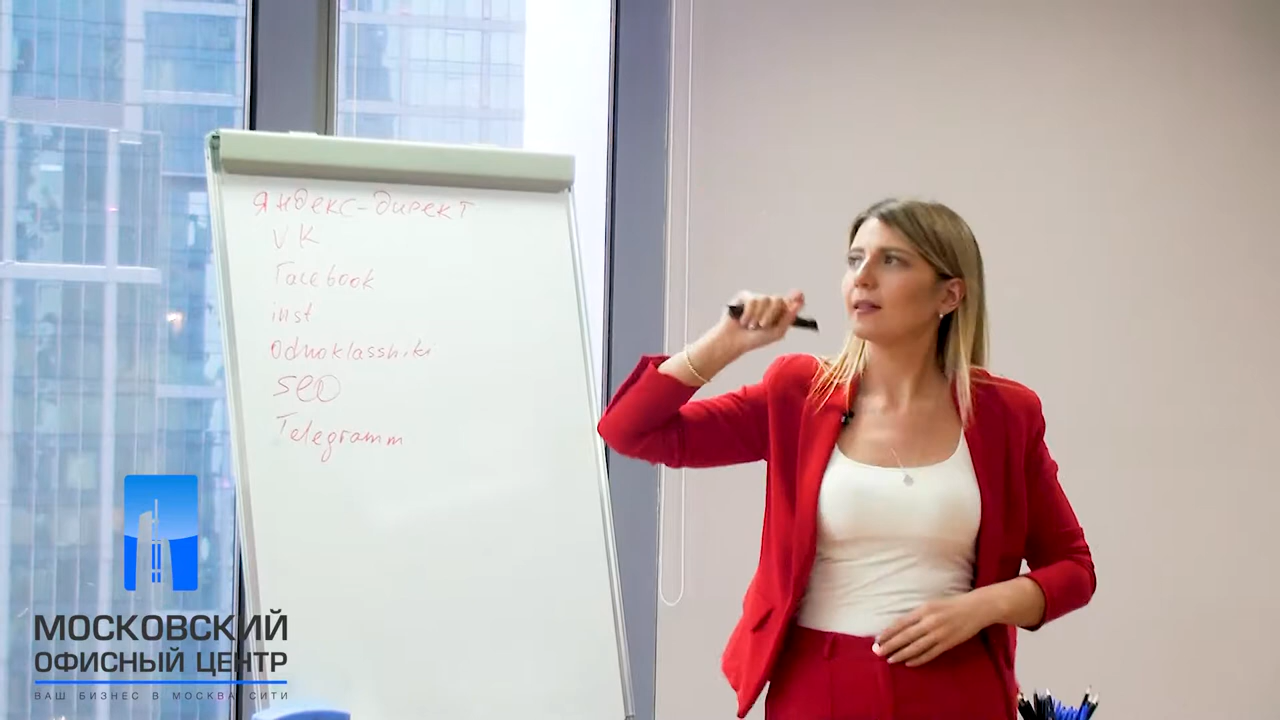 Яндекс-директ
VK
Facebook
inst
odnoklassniki
SEO
Telegramm
МОСКОВСКИЙ
ОФИСНЫЙ ЦЕНТР
ВАШ БИЗНЕС В МОСКВА СИТИ